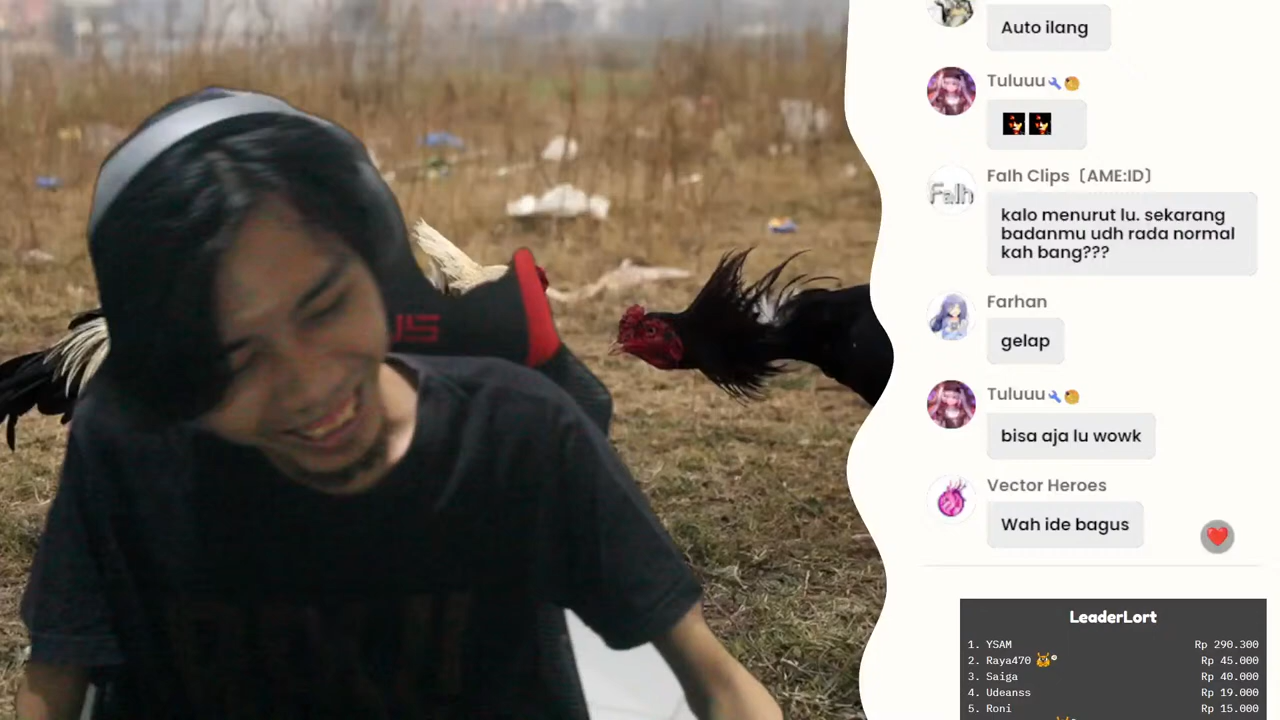 Auto ilang
Tuluuu
Falh Clips〔AME:ID〕
Falh
kalo menurut lu. sekarang
badanmu udh rada normal
kah bang???
Farhan
gelap
Tuluuu
bisa aja lu wowk
Vector Heroes
Wah ide bagus
LeaderLort
1. YSAM Rp 290.300
2. Raya470 Rp 45.000
3. Saiga Rp 40.000
4. Udeanss Rp 19.000
5. Roni Rp 15.000